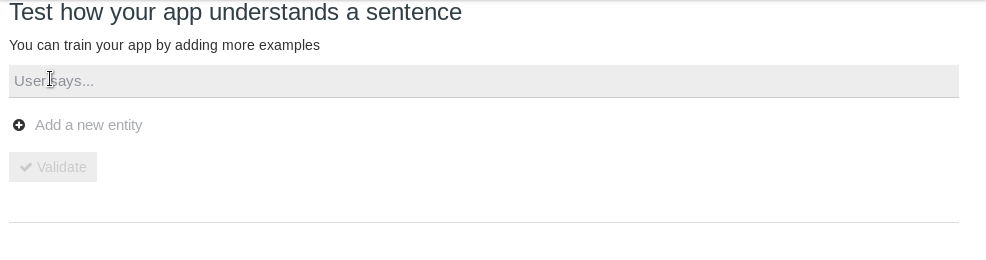 Test how your app understands a sentence
You can train your app by adding more examples
User says...
Add a new entity
Validate